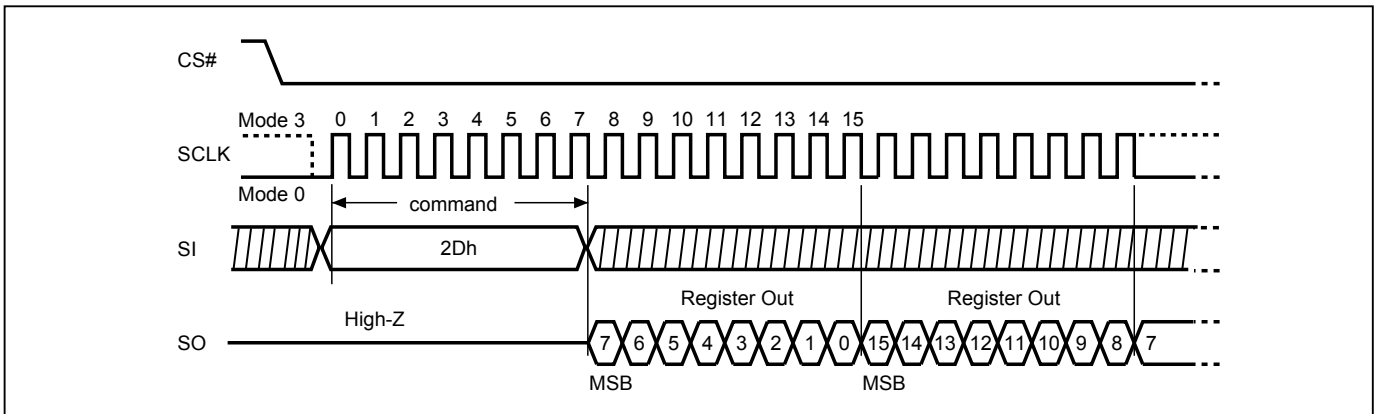 CS#
Mode 3 0 1 2 3 4 5 6 7 8 9 10 11 12 13 14 15
SCLK
Mode 0
command
SI 2Dh
Register Out Register Out
High-Z
SO 7 6 5 4 3 2 1 0 15 14 13 12 11 10 9 8 7
MSB MSB